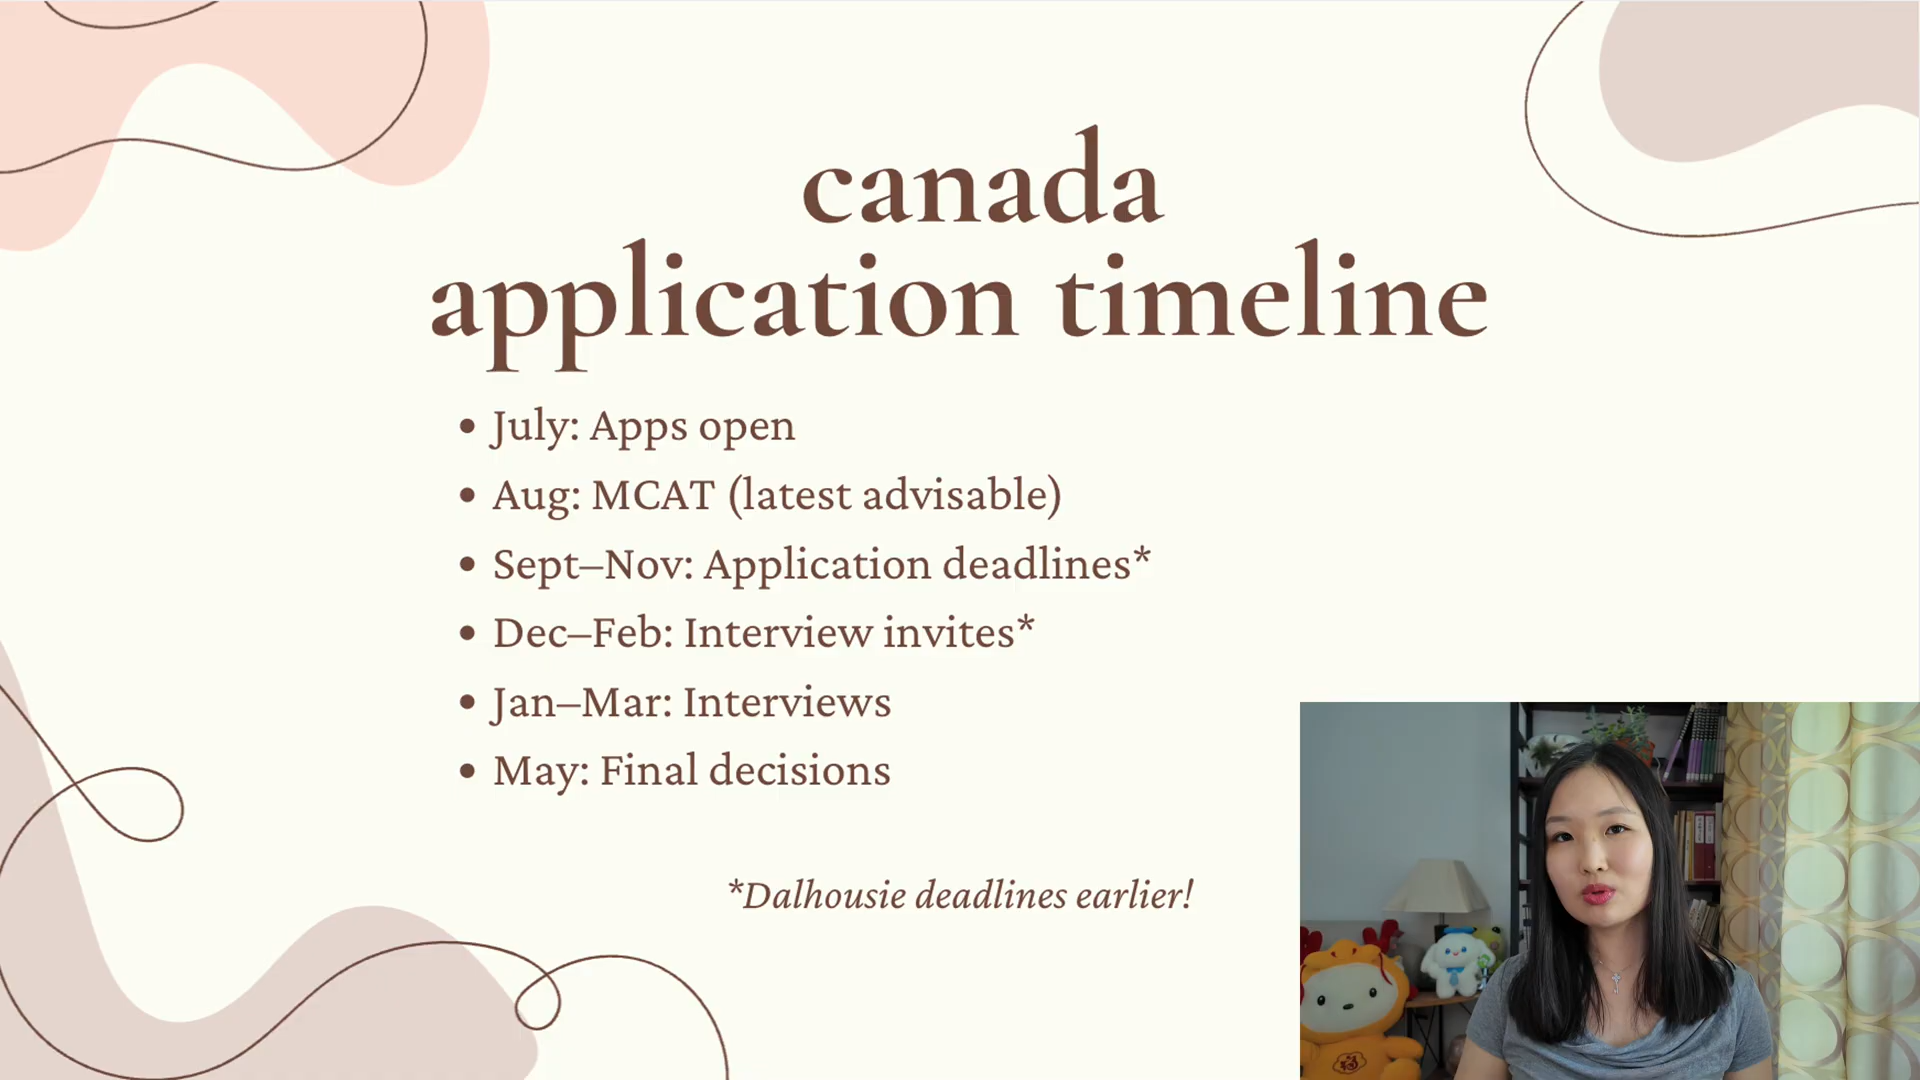 canada
application timeline
• July: Apps open
• Aug: MCAT (latest advisable)
• Sept–Nov: Application deadlines*
• Dec–Feb: Interview invites*
• Jan–Mar: Interviews
• May: Final decisions
*Dalhousie deadlines earlier!